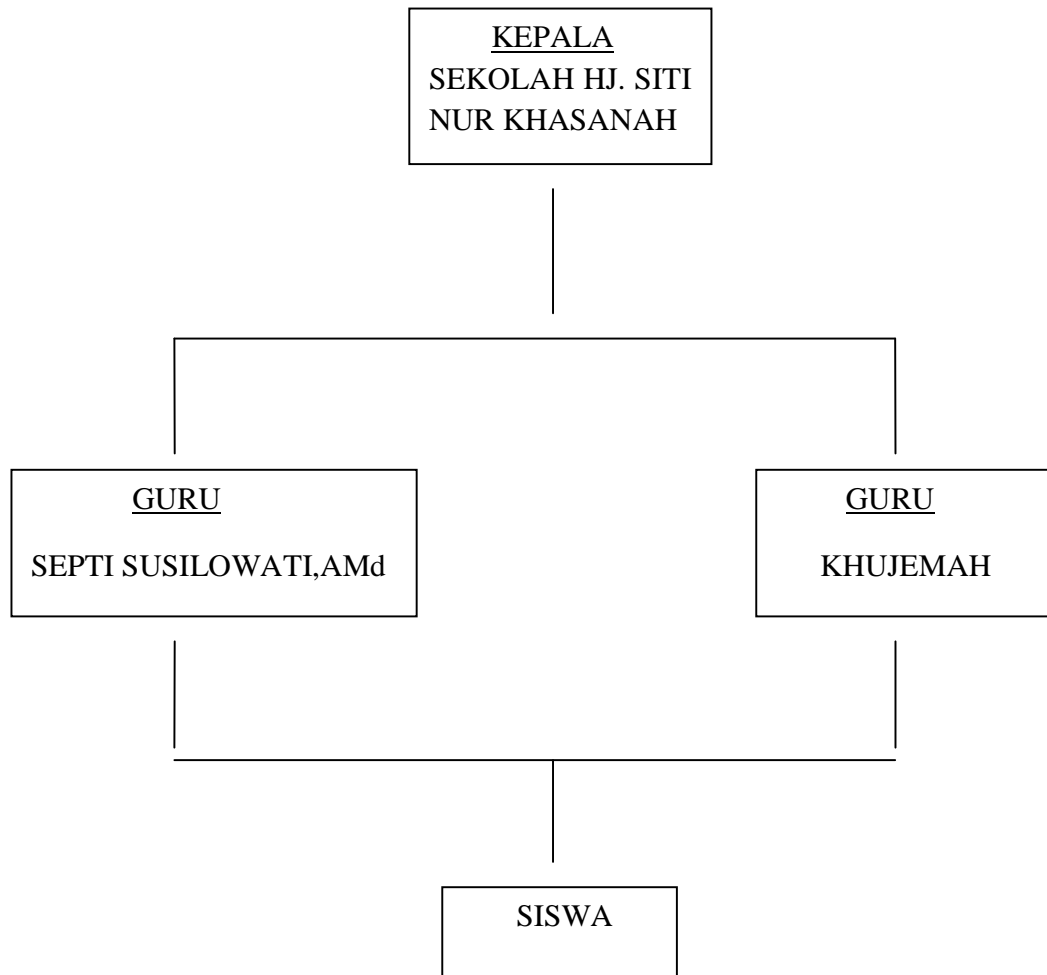 KEPALA
SEKOLAH HJ. SITI
NUR KHASANAH
GURU
SEPTI SUSILOWATI,AMd
GURU
KHUJEMAH
SISWA